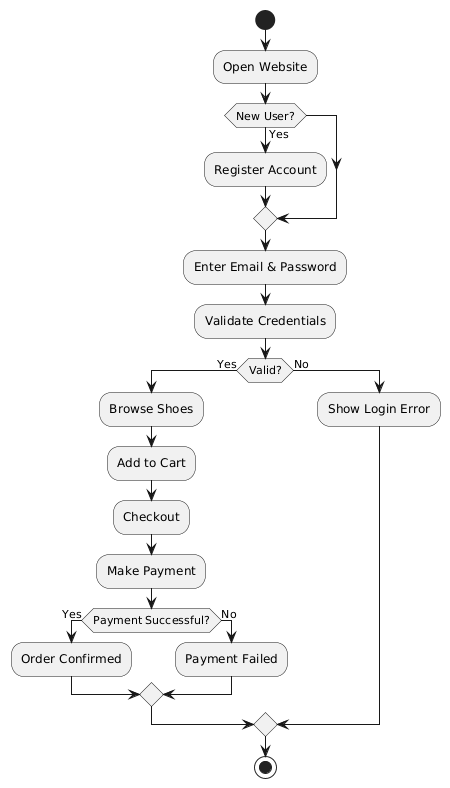 Open Website
New User?
Yes
Register Account
Enter Email & Password
Validate Credentials
Yes
Valid?
No
Browse Shoes
Show Login Error
Add to Cart
Checkout
Make Payment
Yes
Payment Successful?
No
Order Confirmed
Payment Failed